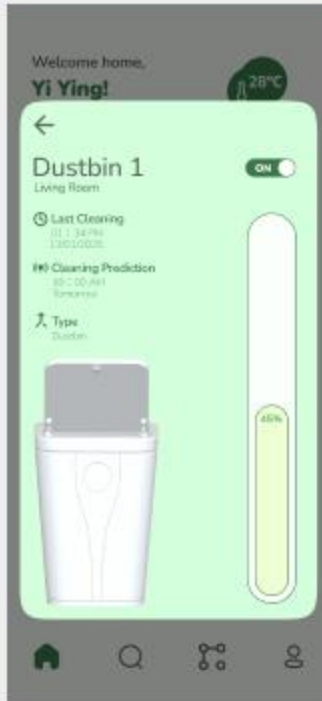 Welcome home,
Yi Ying!
28°C
Dustbin 1
ON
Living Room
Last Cleaning
Cleaning Prediction
Tomorrow
Type
Dustbin
45%